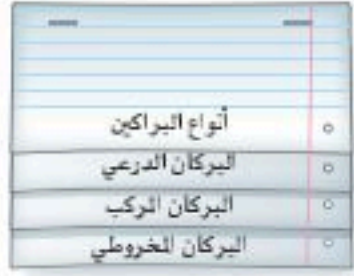 أنواع البراكين
البركان الدرعي
البركان المركب
البركان المخروطي